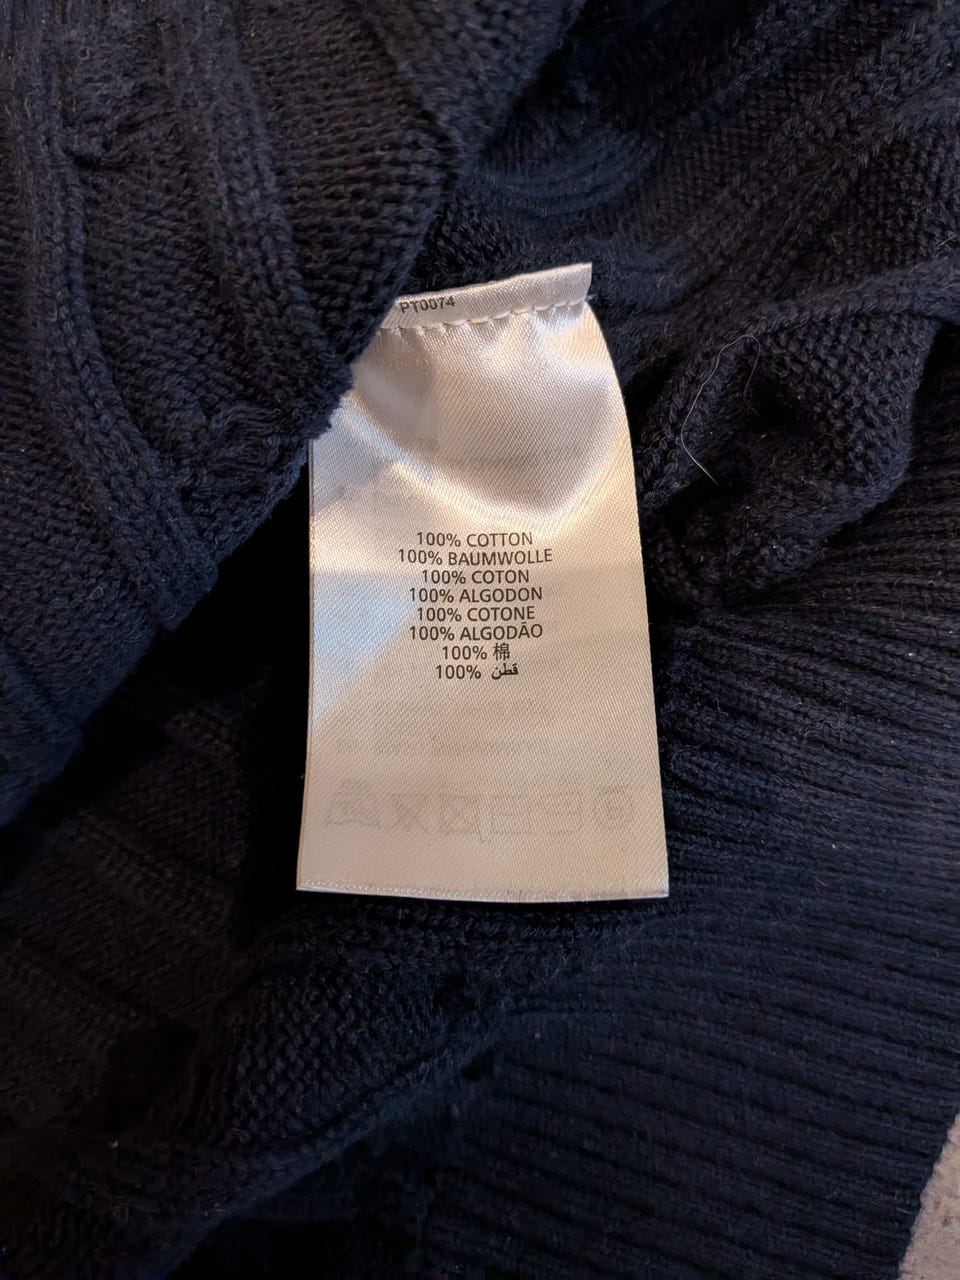 PT0074
100% COTTON
100% BAUMWOLLE
100% COTON
100% ALGODON
100% COTONE
100% ALGODÃO
100% 棉
100% قطن